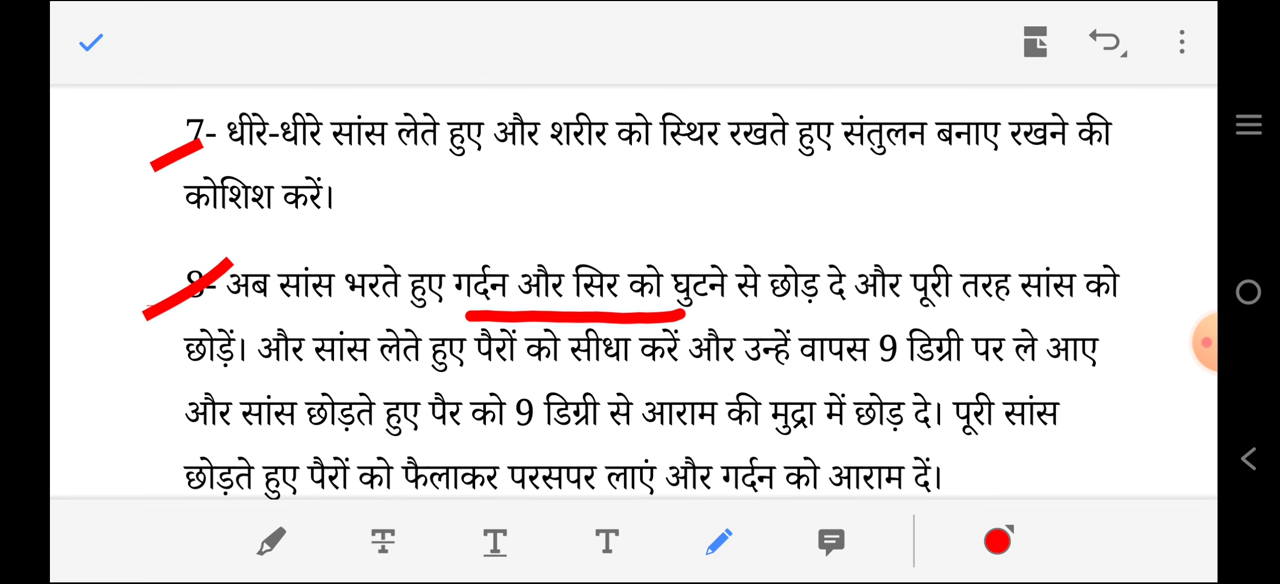 7- धीरे-धीरे सांस लेते हुए और शरीर को स्थिर रखते हुए संतुलन बनाए रखने की
कोशिश करें।
8- अब सांस भरते हुए गर्दन और सिर को घुटने से छोड़ दे और पूरी तरह सांस को
छोड़ें। और सांस लेते हुए पैरों को सीधा करें और उन्हें वापस 9 डिग्री पर ले आए
और सांस छोड़ते हुए पैर को 9 डिग्री से आराम की मुद्रा में छोड़ दे। पूरी सांस
छोड़ते हुए पैरों को फैलाकर परसपर लाएं और गर्दन को आराम दें।
T T T